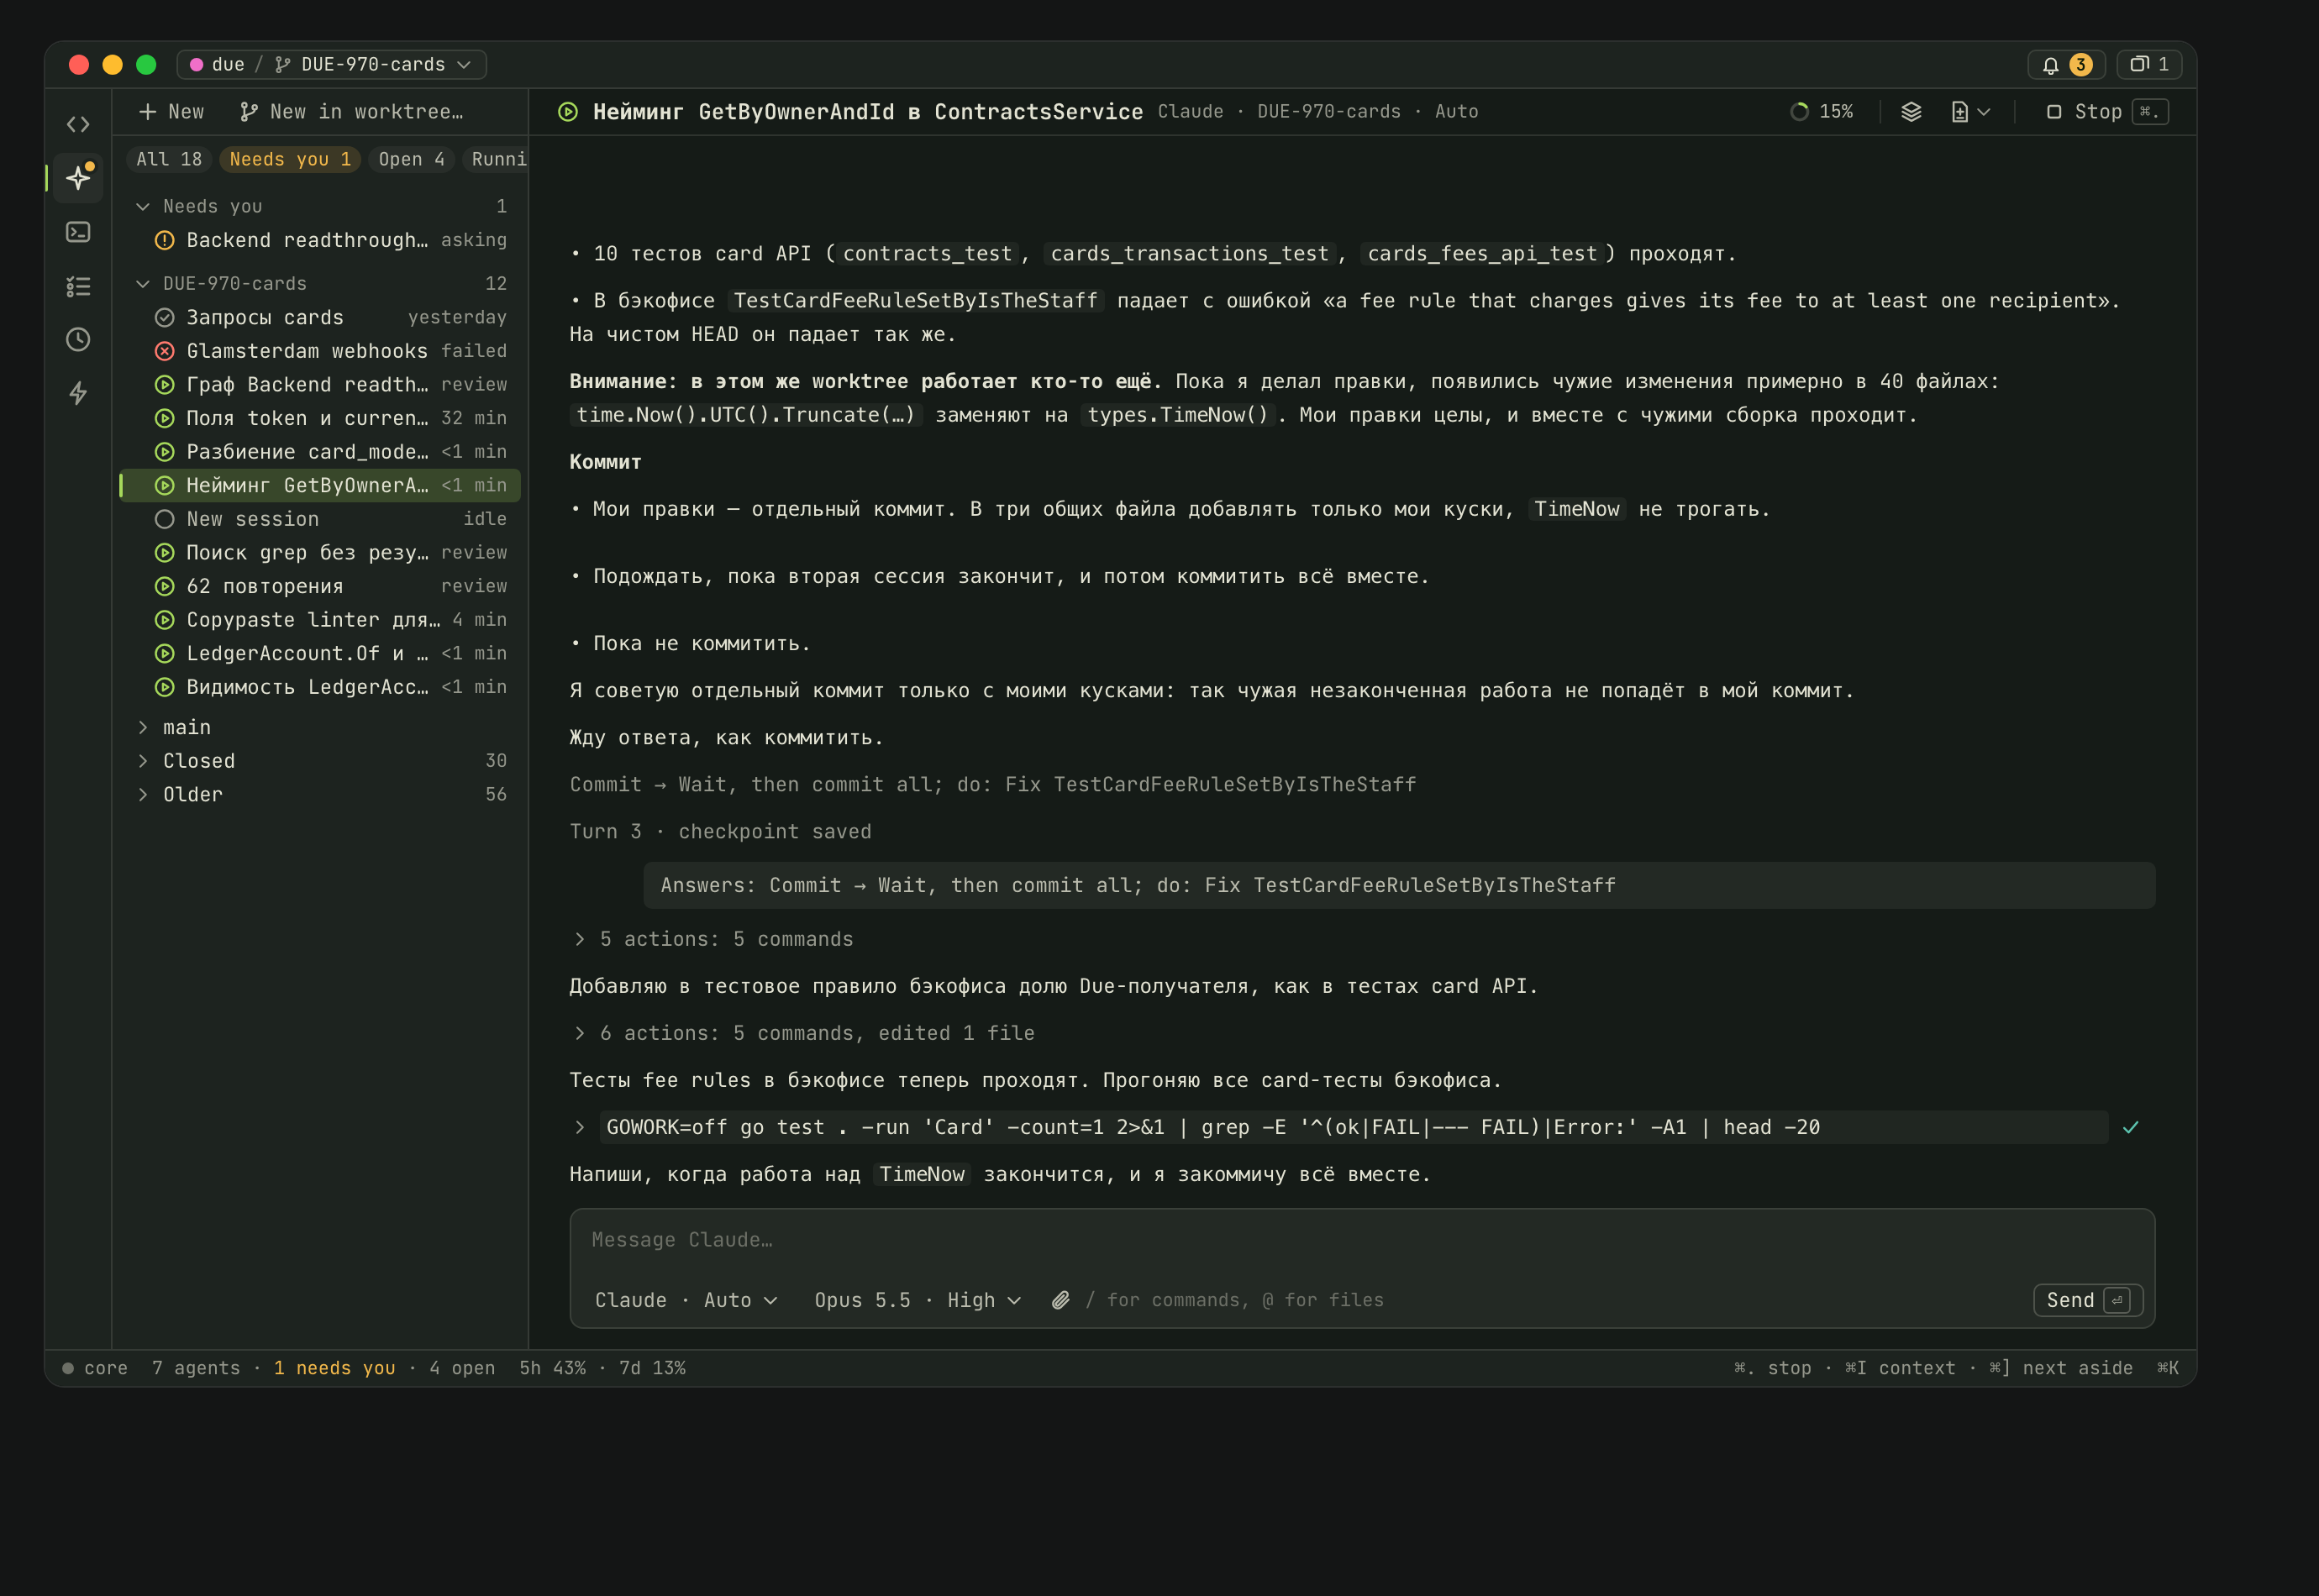 due / DUE-970-cards
3
1
New
New in worktree…
Нейминг GetByOwnerAndId в ContractsService Claude · DUE-970-cards · Auto
15%
Stop ⌘.
All 18 Needs you 1 Open 4 Runni
Needs you 1
Backend readthrough… asking
DUE-970-cards 12
Запросы cards yesterday
Glamsterdam webhooks failed
Граф Backend readth… review
Поля token и curren… 32 min
Разбиение card_mode… <1 min
Нейминг GetByOwnerA… <1 min
New session idle
Поиск grep без резу… review
62 повторения review
Copypaste linter для… 4 min
LedgerAccount.Of и … <1 min
Видимость LedgerAcc… <1 min
main
Closed 30
Older 56
• 10 тестов card API (contracts_test, cards_transactions_test, cards_fees_api_test) проходят.
• В бэкофисе TestCardFeeRuleSetByIsTheStaff падает с ошибкой «a fee rule that charges gives its fee to at least one recipient».
На чистом HEAD он падает так же.
Внимание: в этом же worktree работает кто-то ещё. Пока я делал правки, появились чужие изменения примерно в 40 файлах:
time.Now().UTC().Truncate(…) заменяют на types.TimeNow(). Мои правки целы, и вместе с чужими сборка проходит.
Коммит
• Мои правки — отдельный коммит. В три общих файла добавлять только мои куски, TimeNow не трогать.
• Подождать, пока вторая сессия закончит, и потом коммитить всё вместе.
• Пока не коммитить.
Я советую отдельный коммит только с моими кусками: так чужая незаконченная работа не попадёт в мой коммит.
Жду ответа, как коммитить.
Commit → Wait, then commit all; do: Fix TestCardFeeRuleSetByIsTheStaff
Turn 3 · checkpoint saved
Answers: Commit → Wait, then commit all; do: Fix TestCardFeeRuleSetByIsTheStaff
5 actions: 5 commands
Добавляю в тестовое правило бэкофиса долю Due-получателя, как в тестах card API.
6 actions: 5 commands, edited 1 file
Тесты fee rules в бэкофисе теперь проходят. Прогоняю все card-тесты бэкофиса.
GOWORK=off go test . -run 'Card' -count=1 2>&1 | grep -E '^(ok|FAIL|--- FAIL)|Error:' -A1 | head -20
Напиши, когда работа над TimeNow закончится, и я закоммичу всё вместе.
Message Claude…
Claude · Auto Opus 5.5 · High / for commands, @ for files
Send ⏎
core 7 agents · 1 needs you · 4 open 5h 43% · 7d 13%
⌘. stop · ⌘I context · ⌘] next aside ⌘K